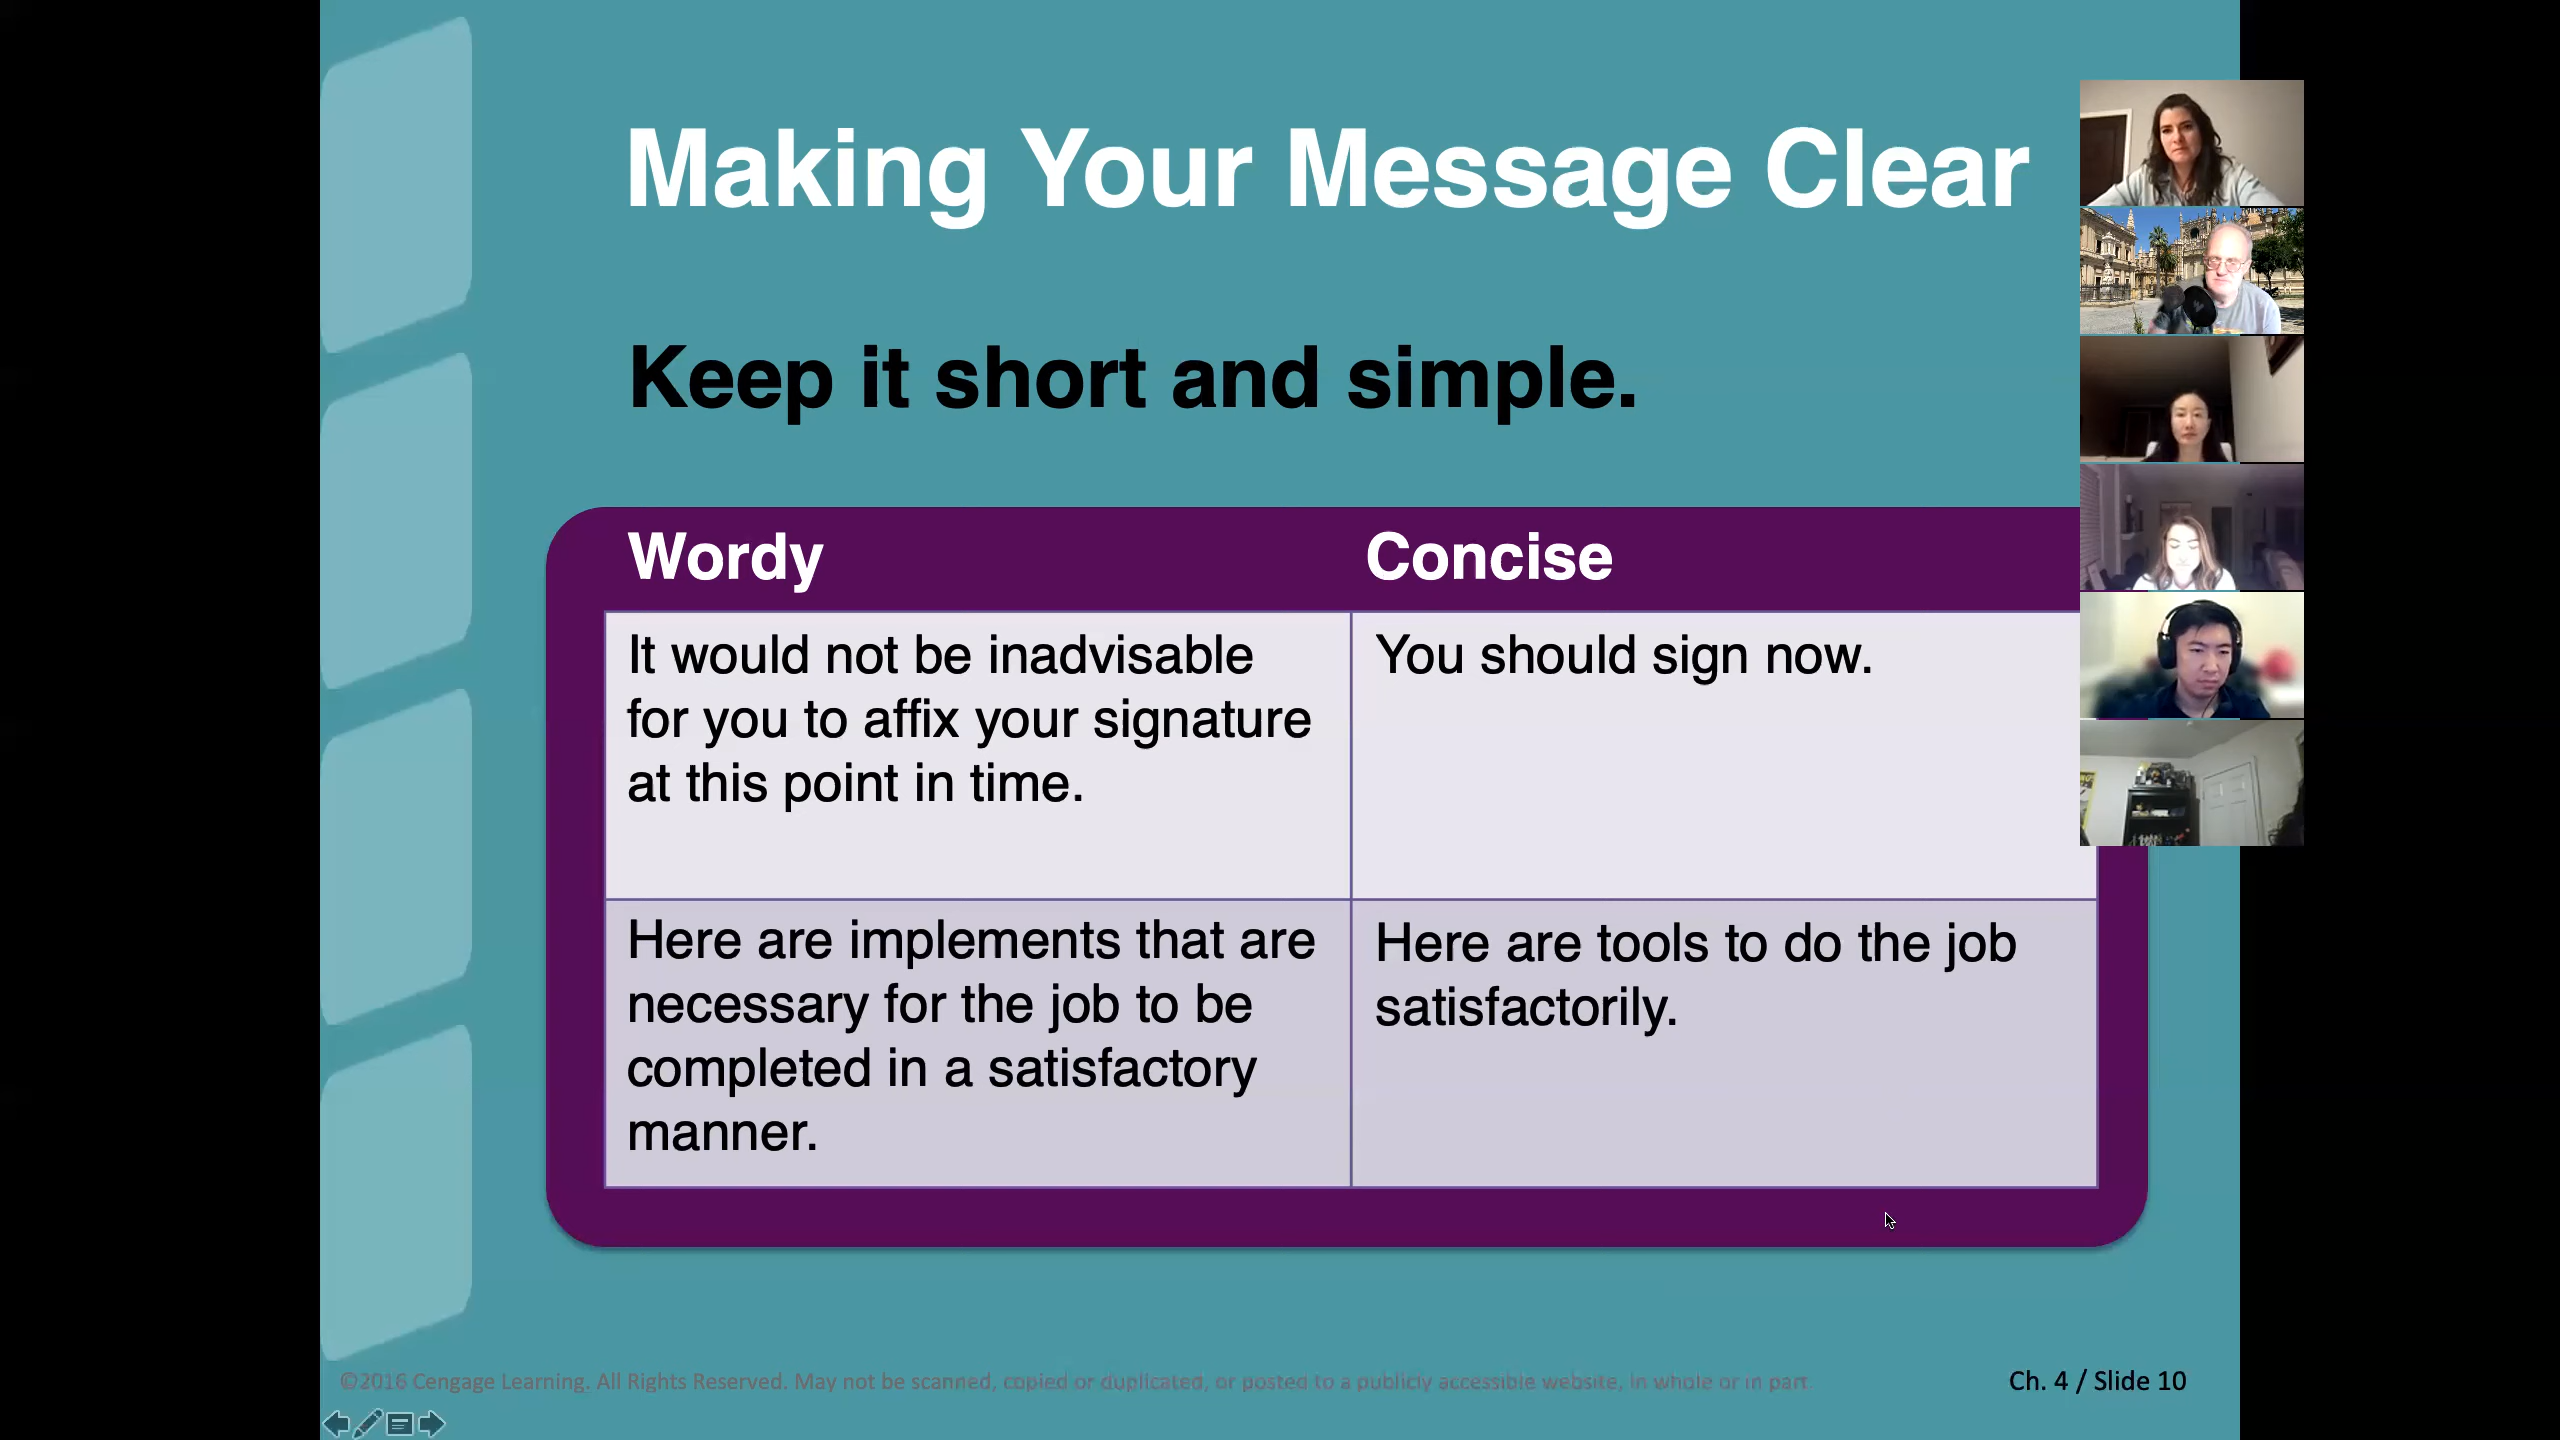 Making Your Message Clear
Keep it short and simple.
Wordy
Concise
It would not be inadvisable
for you to affix your signature
at this point in time.
You should sign now.
Here are implements that are
necessary for the job to be
completed in a satisfactory
manner.
Here are tools to do the job
satisfactorily.
©2016 Cengage Learning. All Rights Reserved. May not be scanned, copied or duplicated, or posted to a publicly accessible website, in whole or in part.
Ch. 4 / Slide 10